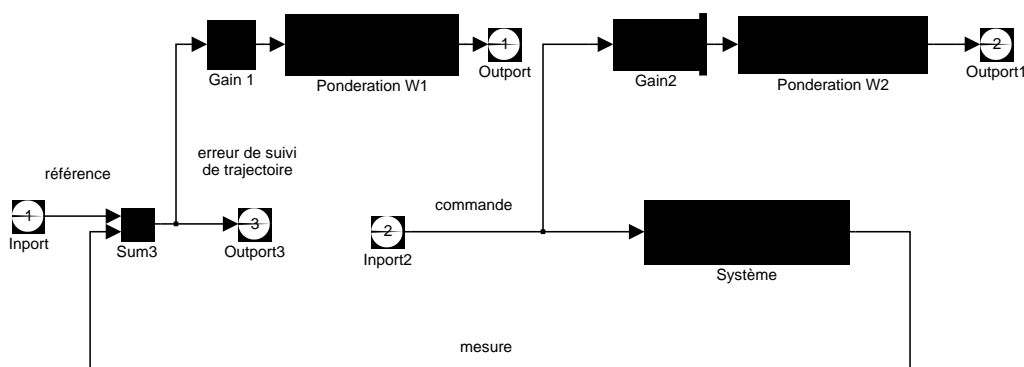 1
Outport
Gain 1
Ponderation W1
2
Outport1
Gain2
Ponderation W2
erreur de suivi
de trajectoire
référence
commande
1
Inport
Sum3
3
Outport3
2
Inport2
Système
mesure